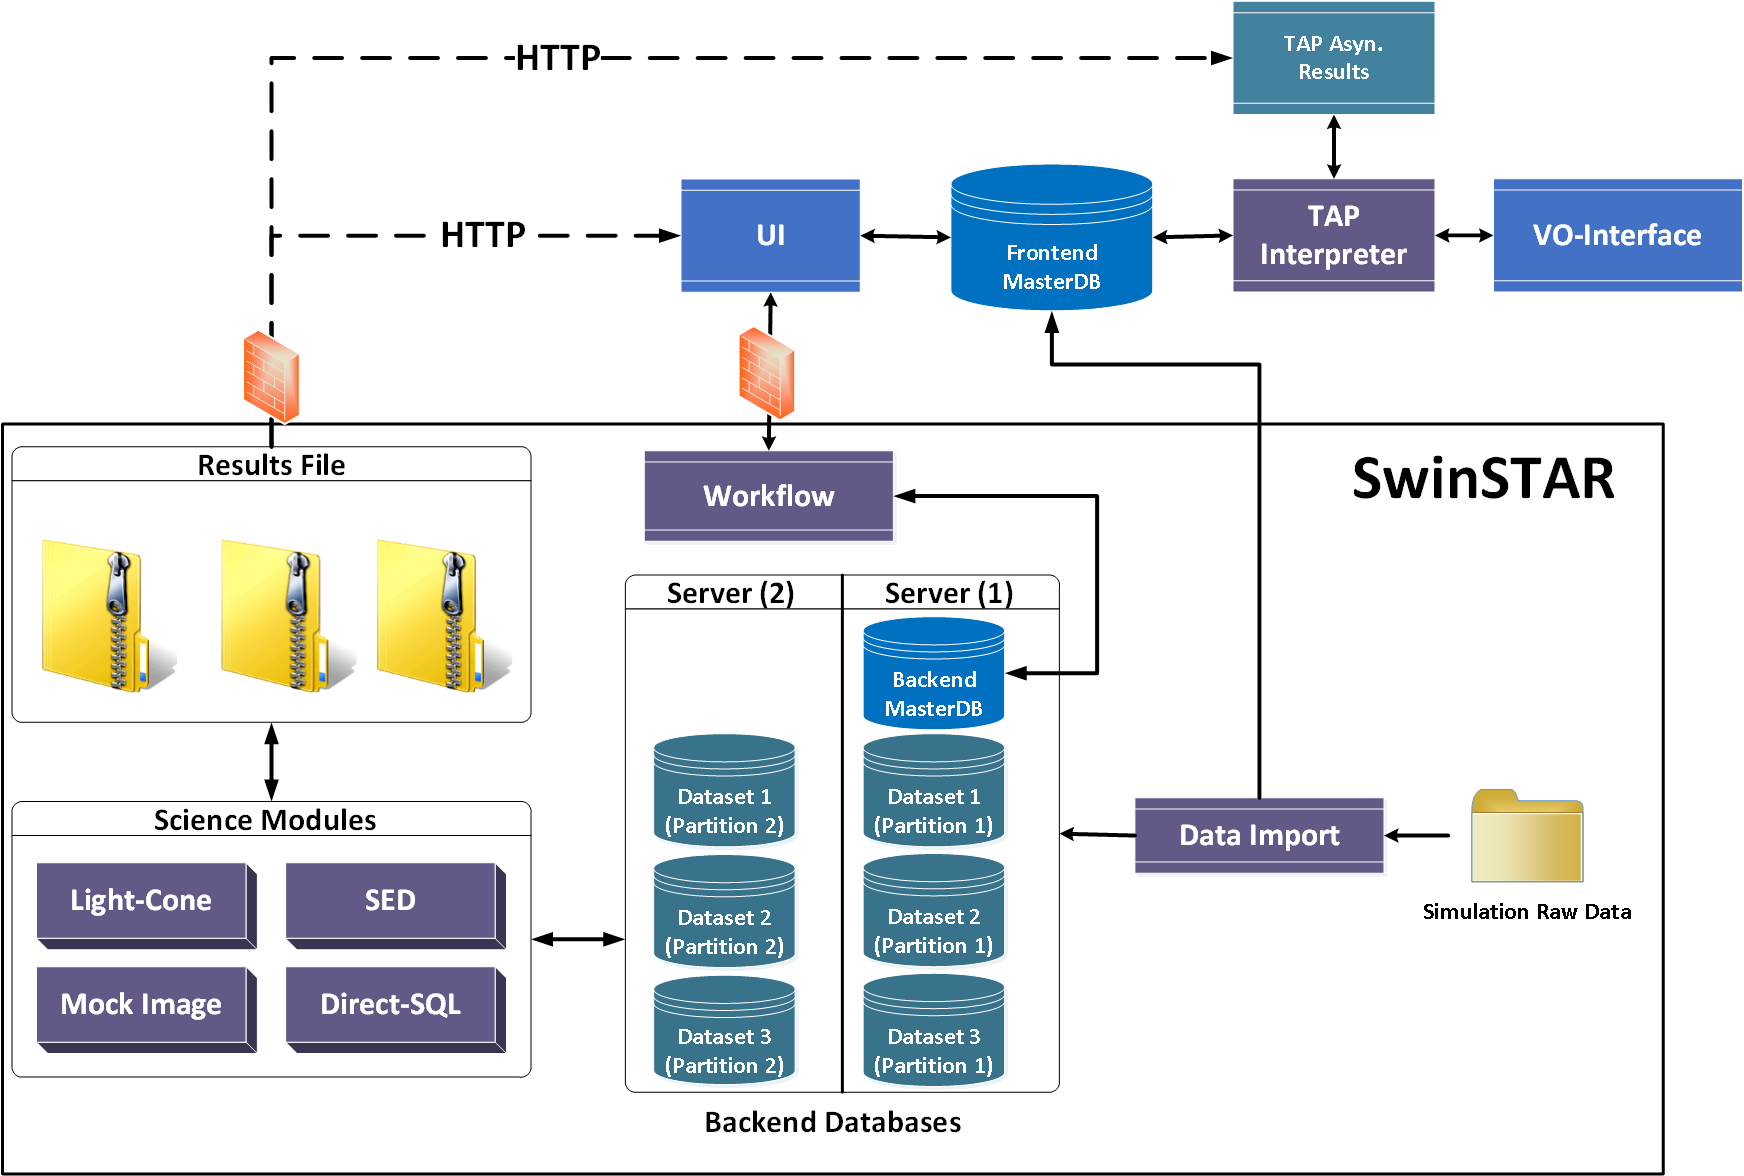 HTTP
TAP Asyn.
Results
HTTP
UI
Frontend
MasterDB
TAP
Interpreter
VO-Interface
SwinSTAR
Results File
Workflow
Server (2)
Server (1)
Backend
MasterDB
Dataset 1
(Partition 2)
Dataset 1
(Partition 1)
Data Import
Simulation Raw Data
Science Modules
Light-Cone
SED
Dataset 2
(Partition 2)
Dataset 2
(Partition 1)
Mock Image
Direct-SQL
Dataset 3
(Partition 2)
Dataset 3
(Partition 1)
Backend Databases